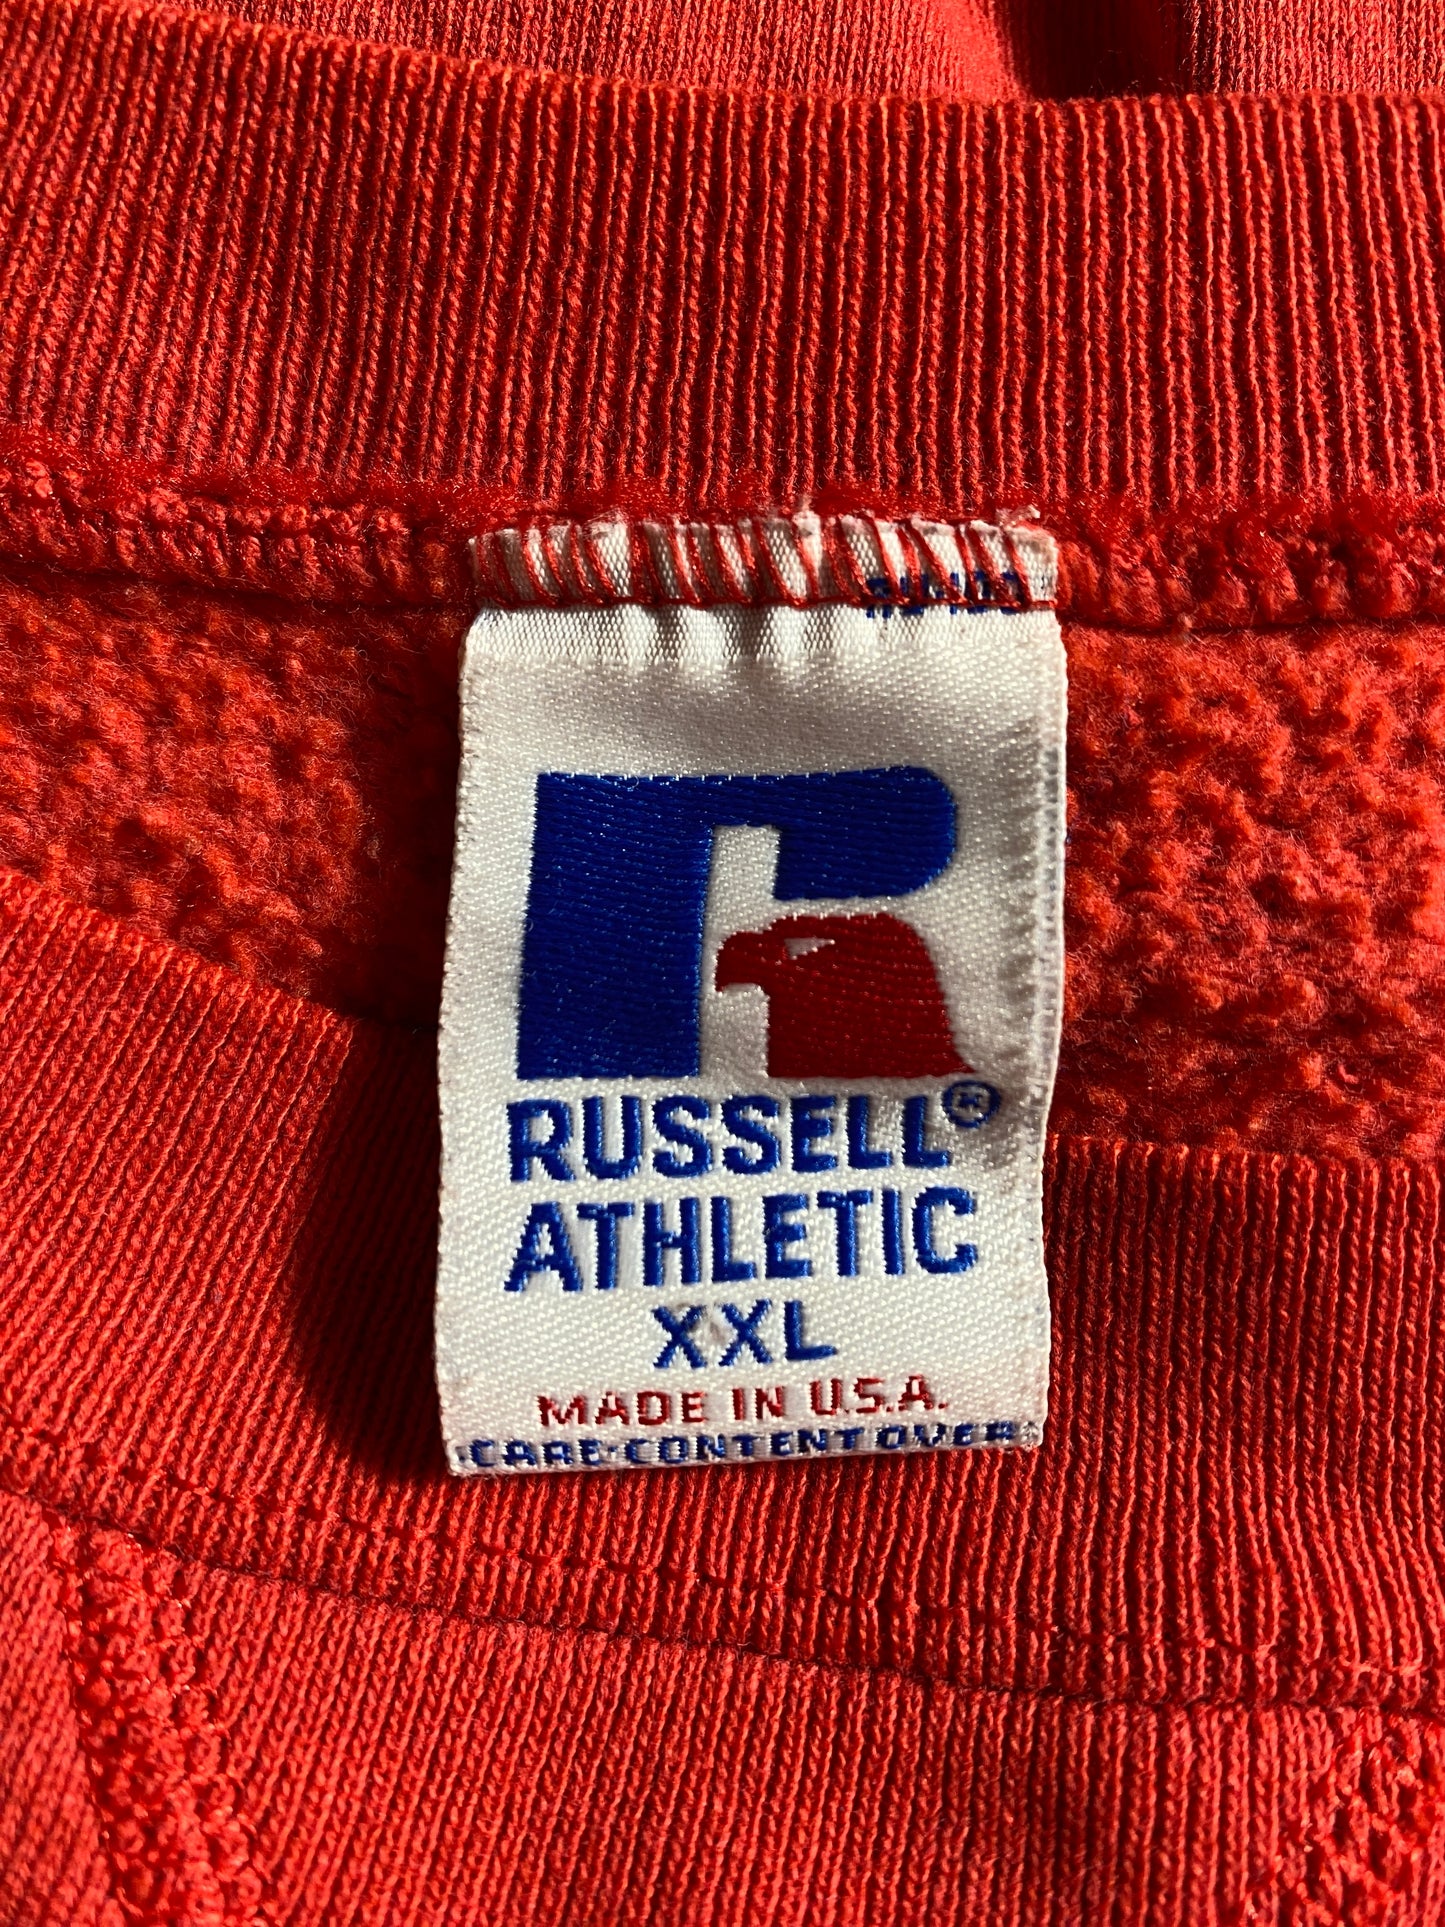 RUSSELL®
ATHLETIC
XXL
MADE IN U.S.A.
CARE·CONTENT OVER